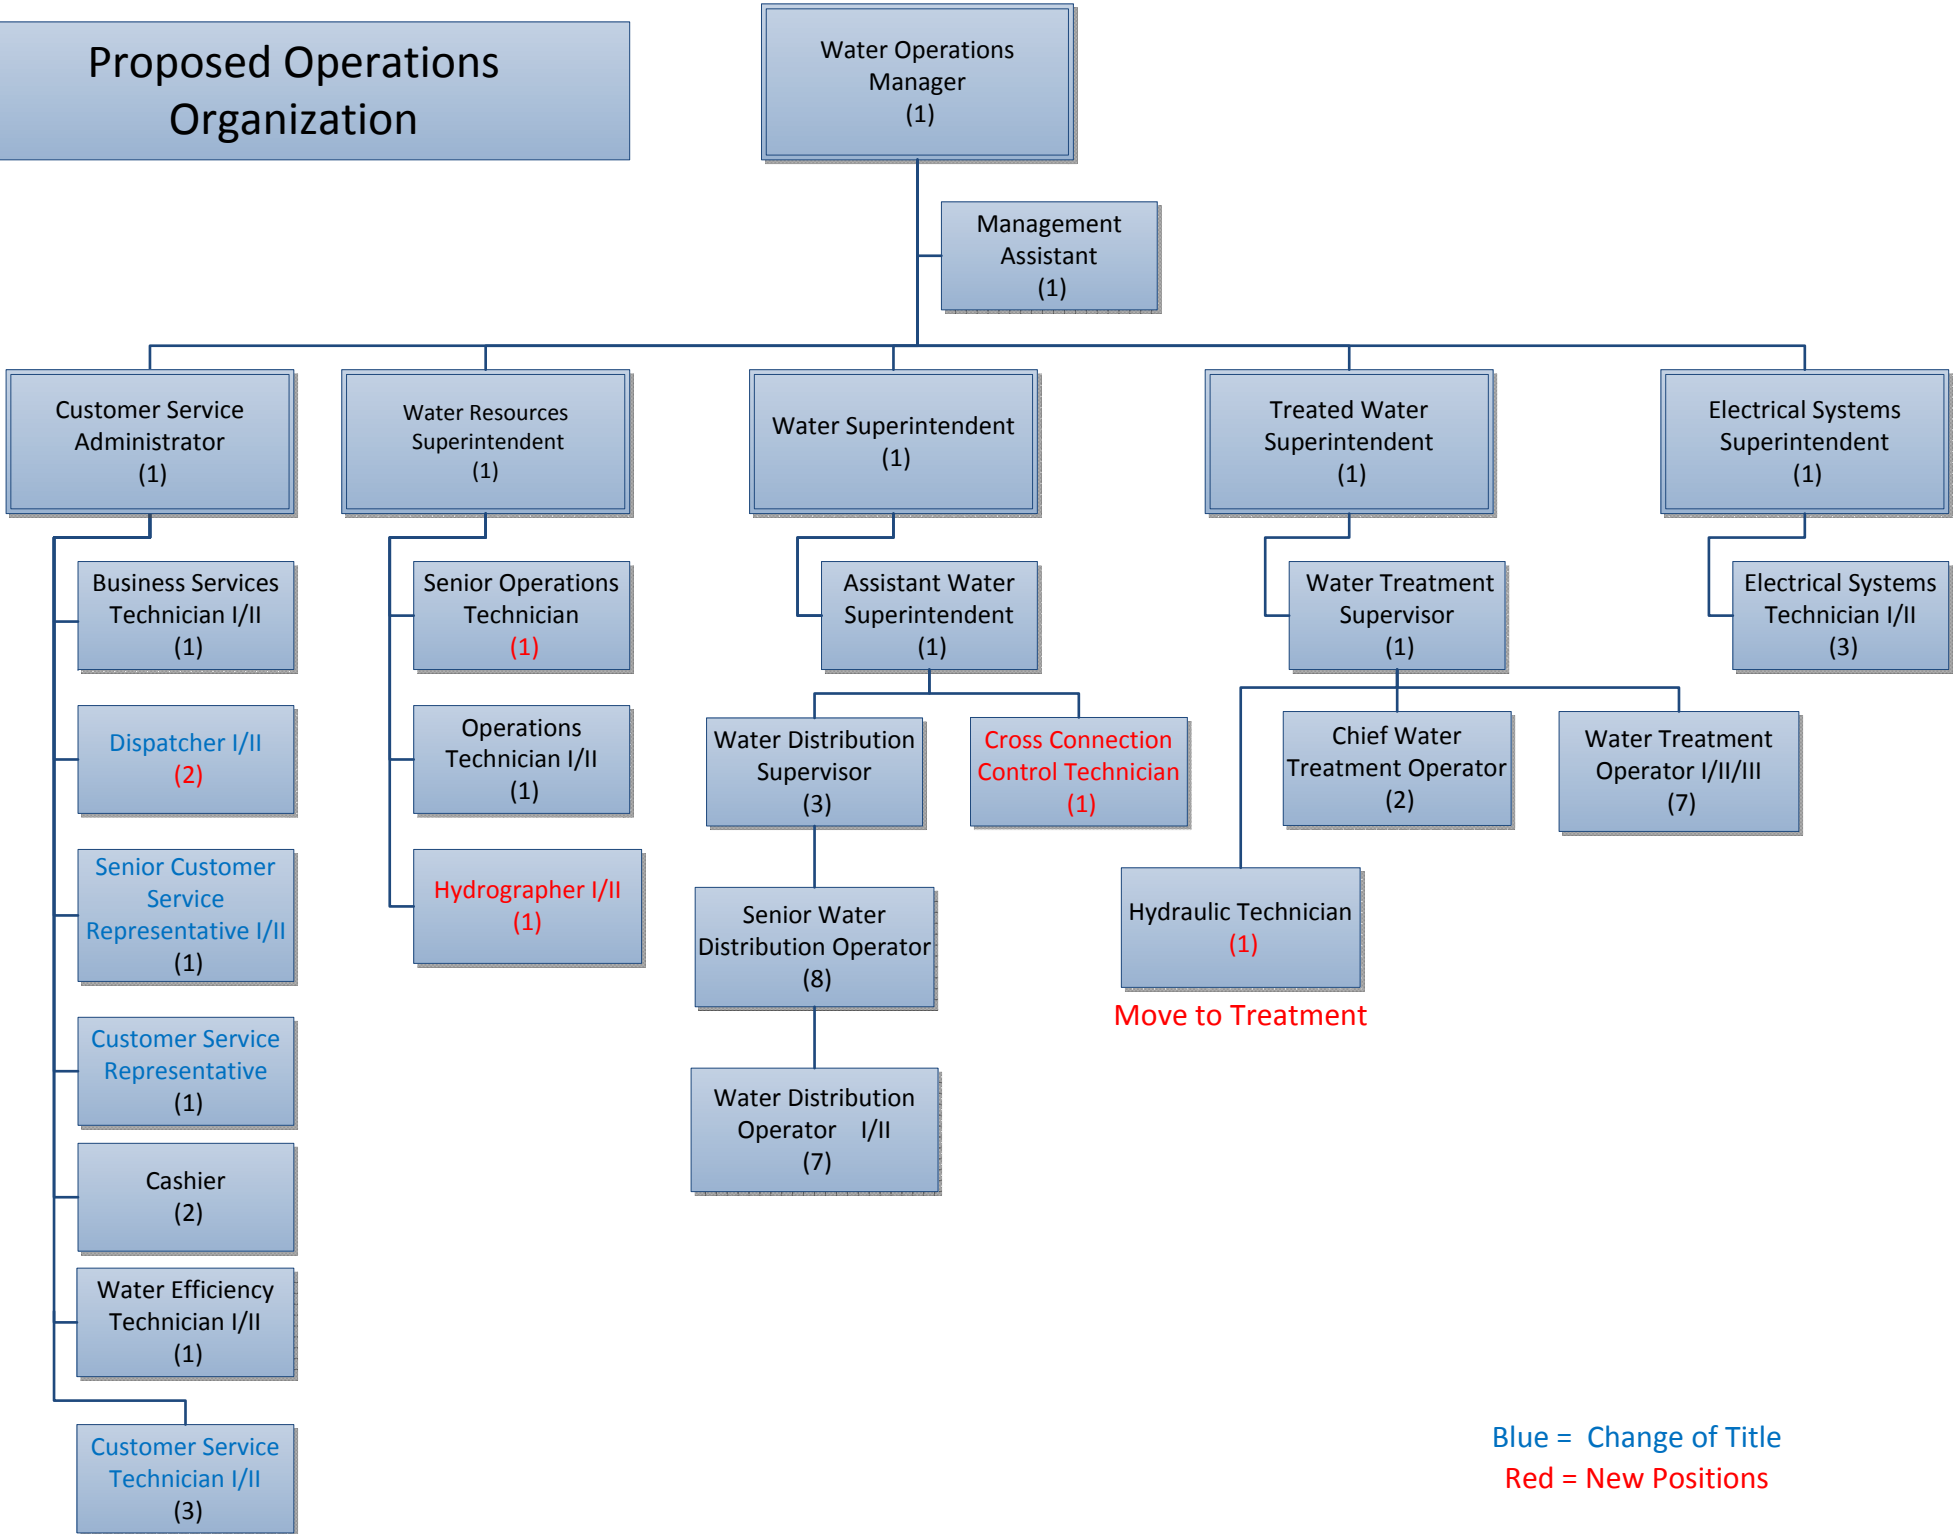 Proposed Operations
Organization
Water Operations
Manager
(1)
Management
Assistant
(1)
Customer Service
Administrator
(1)
Water Resources
Superintendent
(1)
Water Superintendent
(1)
Treated Water
Superintendent
(1)
Electrical Systems
Superintendent
(1)
Business Services
Technician I/II
(1)
Dispatcher I/II
(2)
Senior Customer
Service
Representative I/II
(1)
Customer Service
Representative
(1)
Cashier
(2)
Water Efficiency
Technician I/II
(1)
Customer Service
Technician I/II
(3)
Senior Operations
Technician
(1)
Operations
Technician I/II
(1)
Hydrographer I/II
(1)
Assistant Water
Superintendent
(1)
Water Distribution
Supervisor
(3)
Cross Connection
Control Technician
(1)
Senior Water
Distribution Operator
(8)
Water Distribution
Operator I/II
(7)
Water Treatment
Supervisor
(1)
Chief Water
Treatment Operator
(2)
Water Treatment
Operator I/II/III
(7)
Hydraulic Technician
(1)
Move to Treatment
Electrical Systems
Technician I/II
(3)
Blue = Change of Title
Red = New Positions